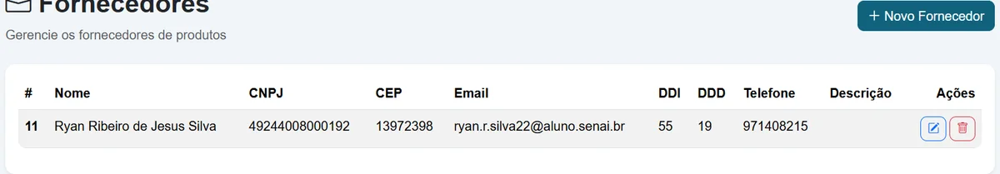 Fornecedores
+ Novo Fornecedor
Gerencie os fornecedores de produtos
# Nome CNPJ CEP Email DDI DDD Telefone Descrição Ações
11 Ryan Ribeiro de Jesus Silva 49244008000192 13972398 ryan.r.silva22@aluno.senai.br 55 19 971408215